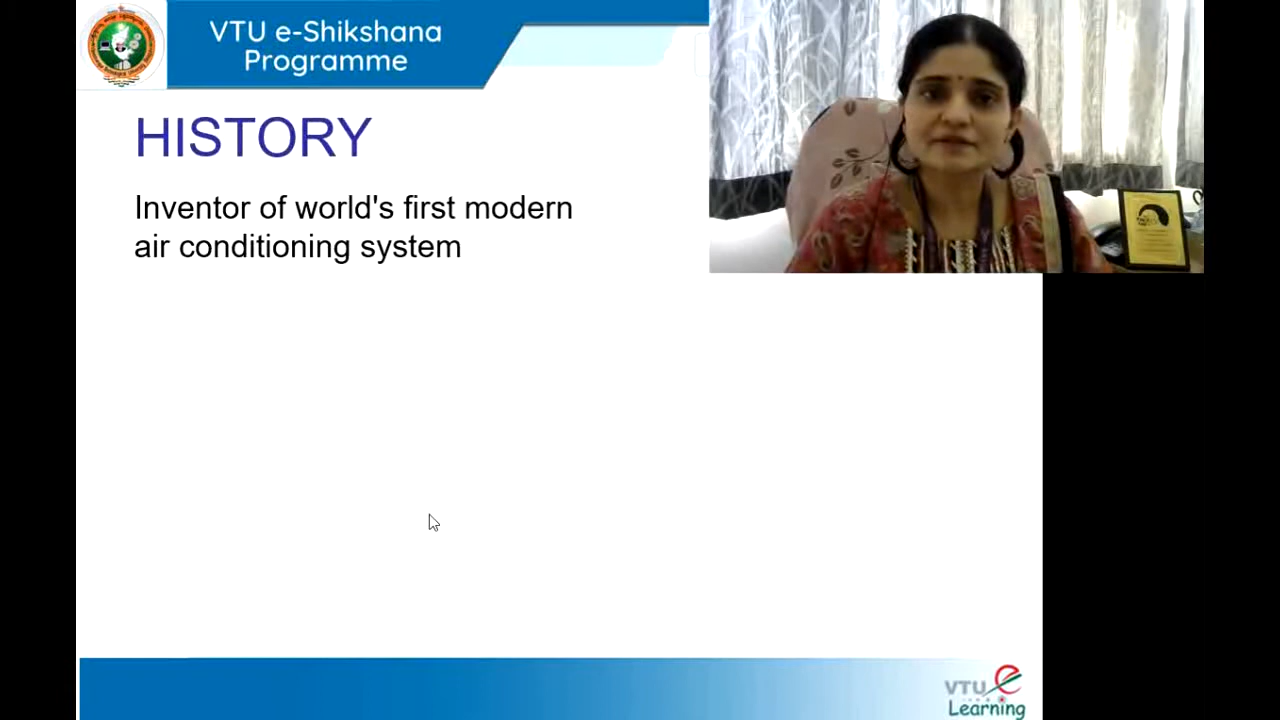 VTU e-Shikshana
Programme
HISTORY
Inventor of world's first modern
air conditioning system
VTU e
Learning